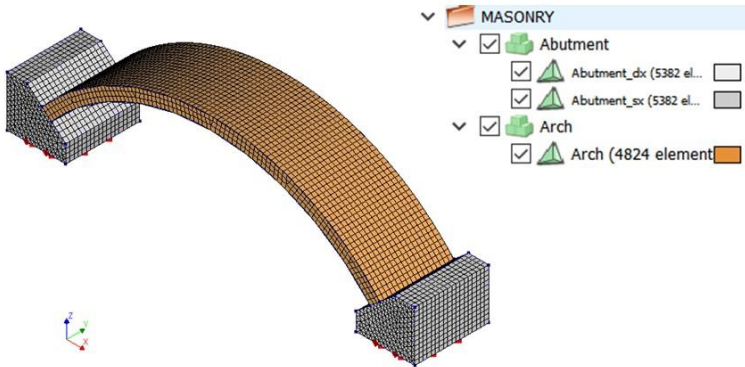 MASONRY
Abutment
Abutment_dx (5382 el...
Abutment_sx (5382 el...
Arch
Arch (4824 element
Z
Y
X